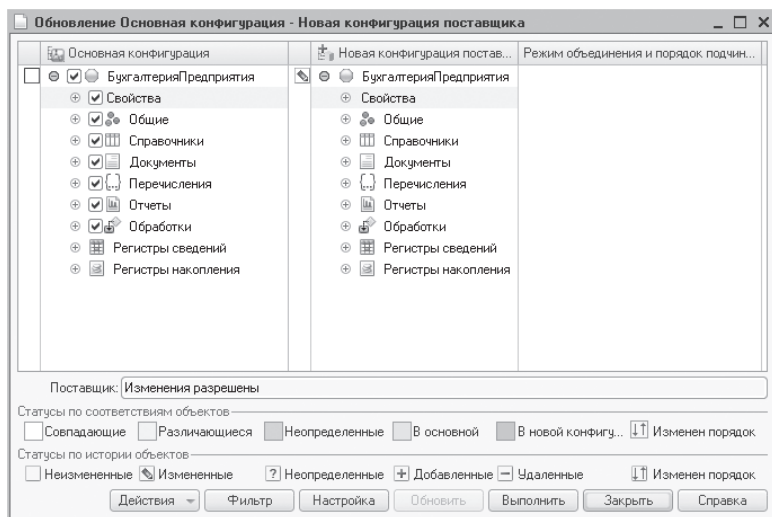 Обновление Основная конфигурация - Новая конфигурация поставщика
Основная конфигурация Новая конфигурация постав... Режим объединения и порядок подчин...
БухгалтерияПредприятия БухгалтерияПредприятия
Свойства Свойства
Общие Общие
Справочники Справочники
Документы Документы
Перечисления Перечисления
Отчеты Отчеты
Обработки Обработки
Регистры сведений Регистры сведений
Регистры накопления Регистры накопления
Поставщик: Изменения разрешены
Статусы по соответствиям объектов
Совпадающие Различающиеся Неопределенные В основной В новой конфигу... Изменен порядок
Статусы по истории объектов
Неизмененные Измененные ? Неопределенные Добавленные Удаленные Изменен порядок
Действия Фильтр Настройка Обновить Выполнить Закрыть Справка